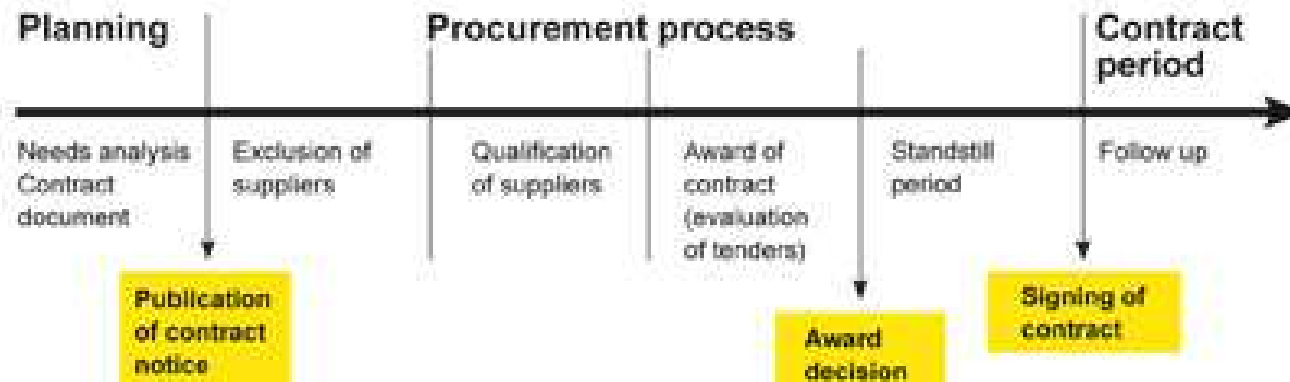 Planning
Procurement process
Contract
period
Needs analysis
Contract
document
Exclusion of
suppliers
Qualification
of suppliers
Award of
contract
(evaluation
of tenders)
Standstill
period
Follow up
Publication
of contract
notice
Award
decision
Signing of
contract